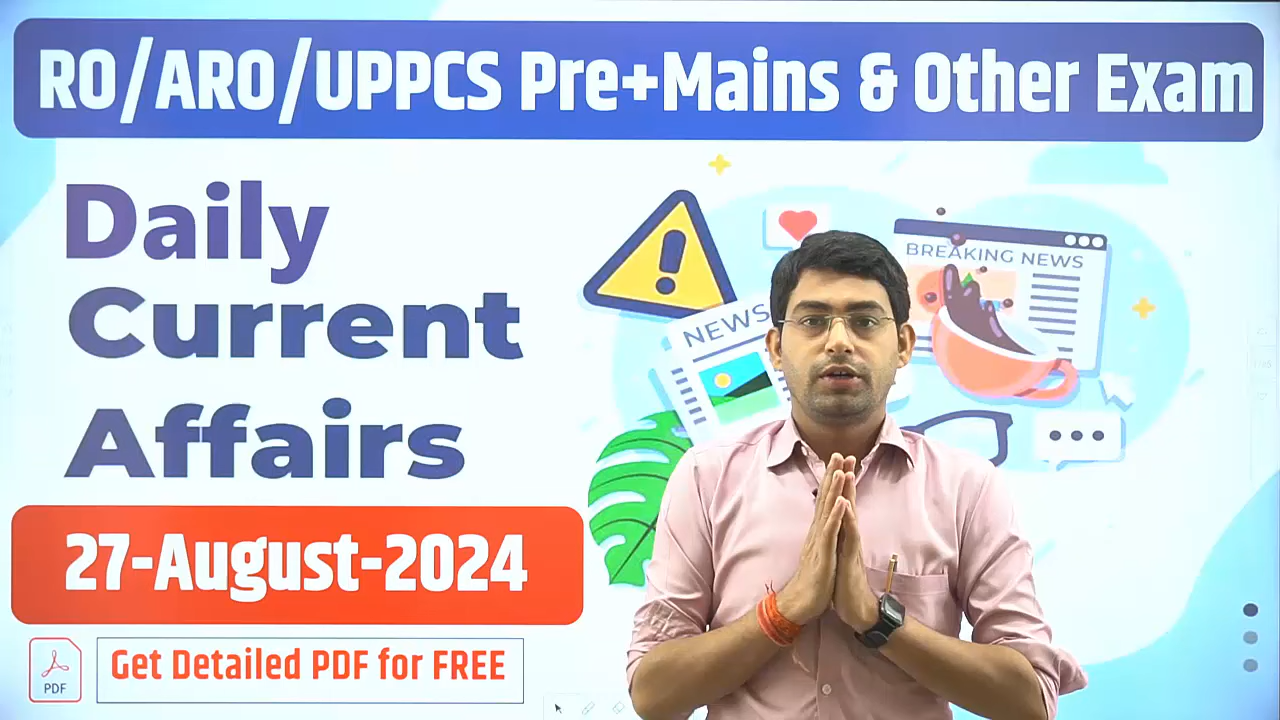 RO/ARO/UPPCS Pre+Mains & Other Exam
Daily
Current
Affairs
BREAKING NEWS
NEWS
27-August-2024
PDF
Get Detailed PDF for FREE